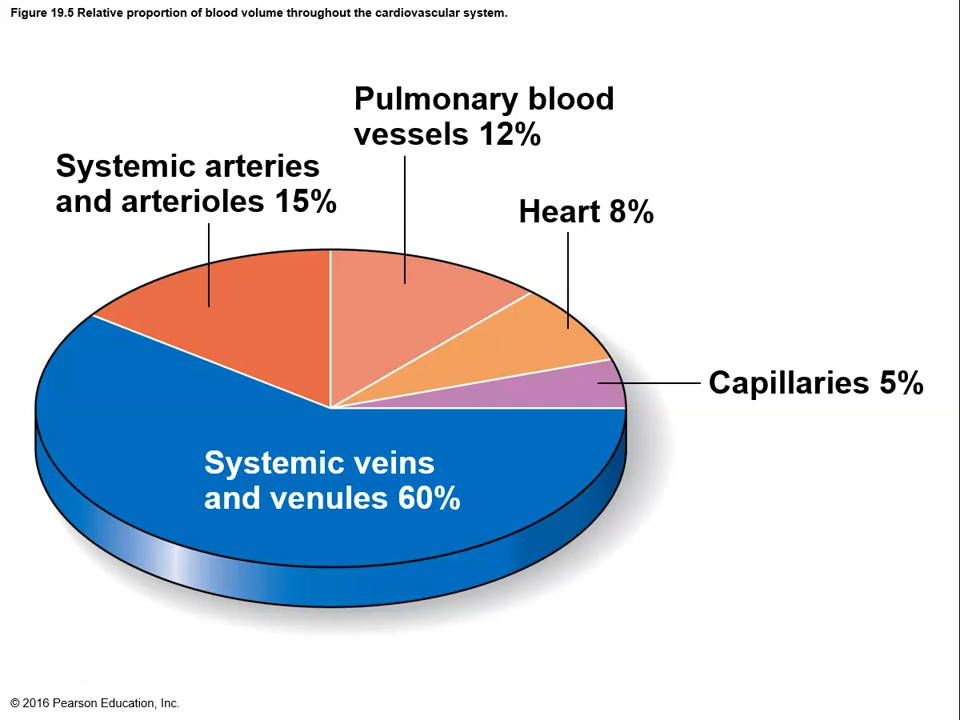 Figure 19.5 Relative proportion of blood volume throughout the cardiovascular system.
Pulmonary blood
vessels 12%
Systemic arteries
and arterioles 15%
Heart 8%
Capillaries 5%
Systemic veins
and venules 60%
© 2016 Pearson Education, Inc.